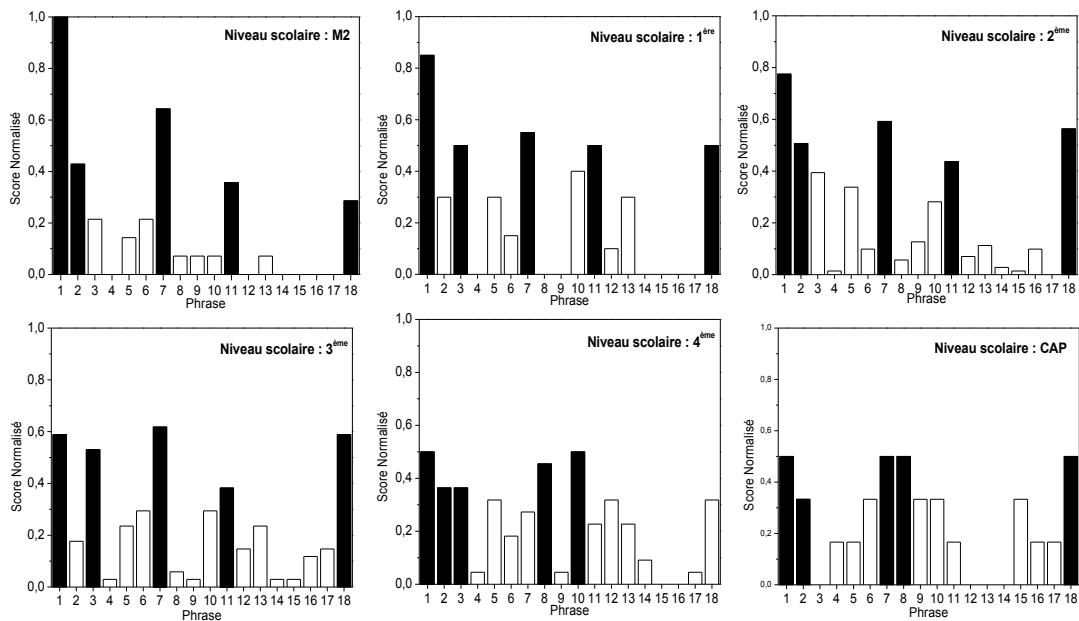 Niveau scolaire : M2
Score Normalisé
1,0
0,8
0,6
0,4
0,2
0,0
1 2 3 4 5 6 7 8 9 10 11 12 13 14 15 16 17 18
Phrase
Niveau scolaire : 1ère
Score Normalisé
1,0
0,8
0,6
0,4
0,2
0,0
1 2 3 4 5 6 7 8 9 10 11 12 13 14 15 16 17 18
Phrase
Niveau scolaire : 2ème
Score Normalisé
1,0
0,8
0,6
0,4
0,2
0,0
1 2 3 4 5 6 7 8 9 10 11 12 13 14 15 16 17 18
Phrase
Niveau scolaire : 3ème
Score Normalisé
1,0
0,8
0,6
0,4
0,2
0,0
1 2 3 4 5 6 7 8 9 10 11 12 13 14 15 16 17 18
Phrase
Niveau scolaire : 4ème
Score Normalisé
1,0
0,8
0,6
0,4
0,2
0,0
1 2 3 4 5 6 7 8 9 10 11 12 13 14 15 16 17 18
Phrase
Niveau scolaire : CAP
Score Normalisé
1,0
0,8
0,6
0,4
0,2
0,0
1 2 3 4 5 6 7 8 9 10 11 12 13 14 15 16 17 18
Phrase